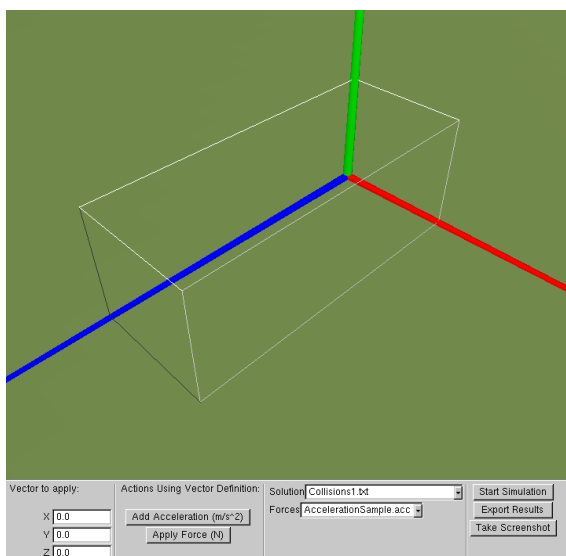 Vector to apply:
X 0.0
Y 0.0
Z 0.0
Actions Using Vector Definition:
Add Acceleration (m/s^2)
Apply Force (N)
Solution Collisions1.txt
Forces AccelerationSample.acc
Start Simulation
Export Results
Take Screenshot